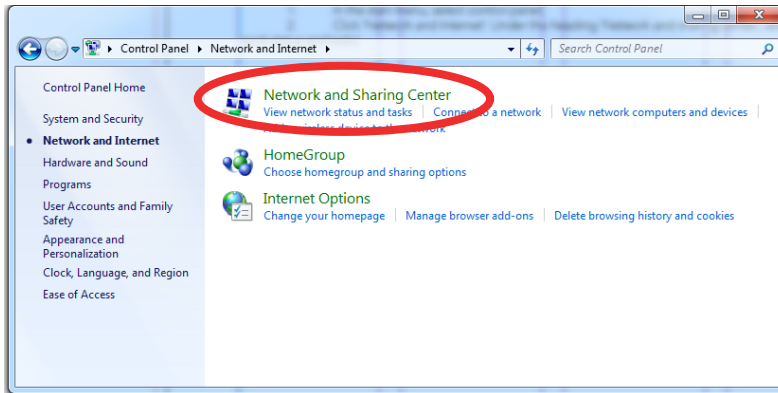 Control Panel Network and Internet Search Control Panel
Control Panel Home
System and Security
Network and Internet
Hardware and Sound
Programs
User Accounts and Family
Safety
Appearance and
Personalization
Clock, Language, and Region
Ease of Access
Network and Sharing Center
View network status and tasks Connect to a network View network computers and devices
HomeGroup
Choose homegroup and sharing options
Internet Options
Change your homepage Manage browser add-ons Delete browsing history and cookies